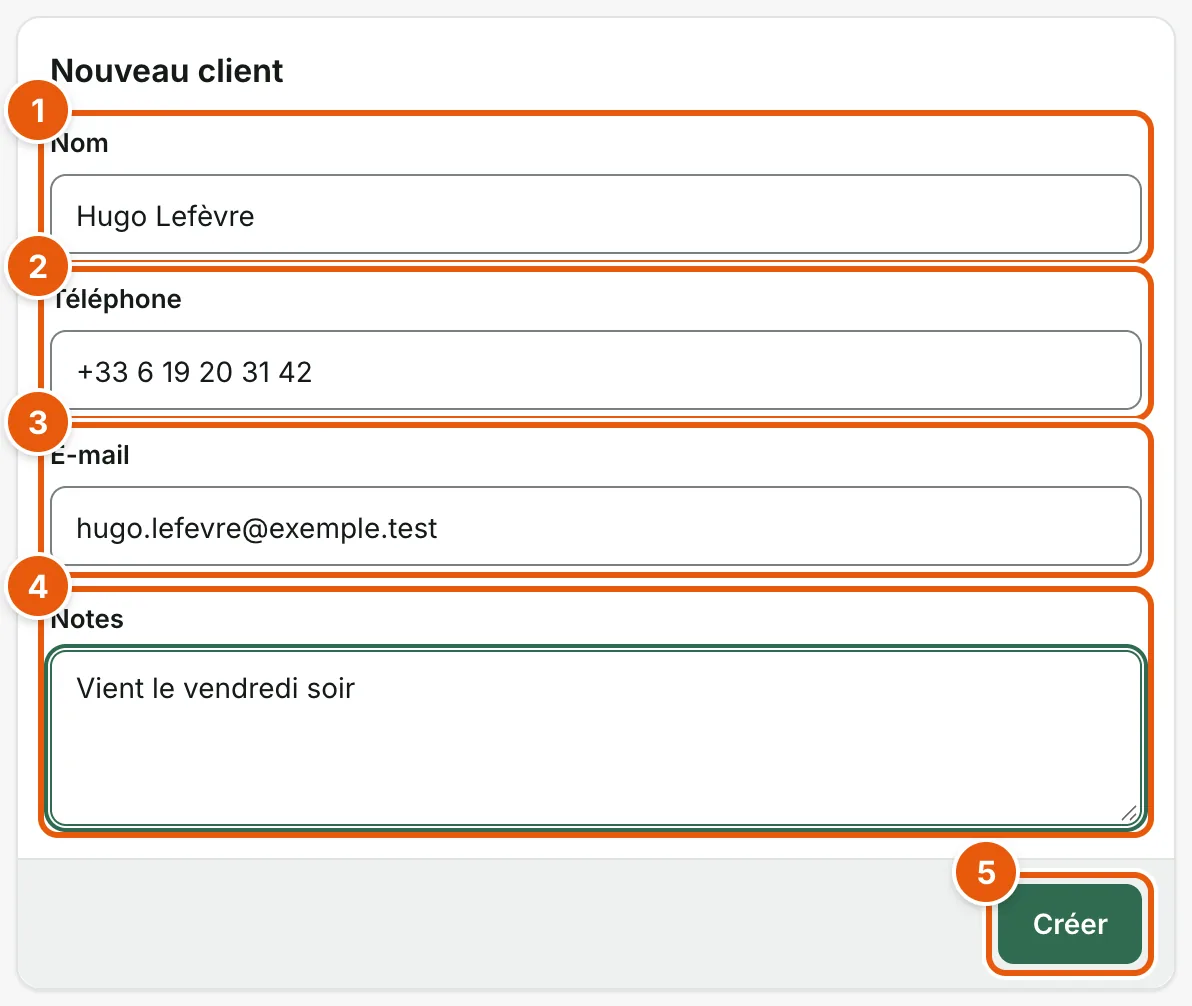 Nouveau client
1
Nom
Hugo Lefèvre
2
Téléphone
+33 6 19 20 31 42
3
E-mail
hugo.lefevre@exemple.test
4
Notes
Vient le vendredi soir
5
Créer